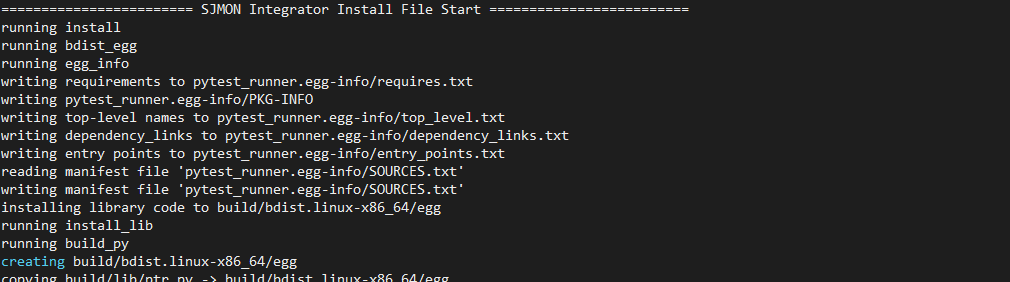 ======================== SJMON Integrator Install File Start =========================
running install
running bdist_egg
running egg_info
writing requirements to pytest_runner.egg-info/requires.txt
writing pytest_runner.egg-info/PKG-INFO
writing top-level names to pytest_runner.egg-info/top_level.txt
writing dependency_links to pytest_runner.egg-info/dependency_links.txt
writing entry points to pytest_runner.egg-info/entry_points.txt
reading manifest file 'pytest_runner.egg-info/SOURCES.txt'
writing manifest file 'pytest_runner.egg-info/SOURCES.txt'
installing library code to build/bdist.linux-x86_64/egg
running install_lib
running build_py
creating build/bdist.linux-x86_64/egg
copying build/lib/ptr.py -> build/bdist.linux-x86_64/egg